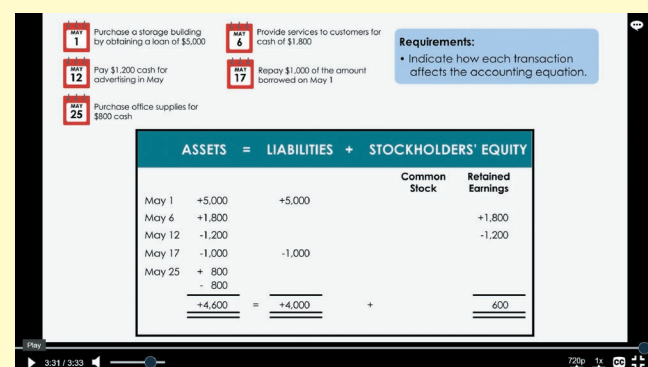 MAY
1
Purchase a storage building
by obtaining a loan of $5,000
MAY
6
Provide services to customers for
cash of $1,800
MAY
12
Pay $1,200 cash for
advertising in May
MAY
17
Repay $1,000 of the amount
borrowed on May 1
MAY
25
Purchase office supplies for
$800 cash
Requirements:
• Indicate how each transaction
affects the accounting equation.
ASSETS = LIABILITIES + STOCKHOLDERS' EQUITY
Common Retained
Stock Earnings
May 1 +5,000 +5,000
May 6 +1,800 +1,800
May 12 -1,200 -1,200
May 17 -1,000 -1,000
May 25 + 800
- 800
+4,600 = +4,000 + 600
Play
3:31 / 3:33 720p 1x CC